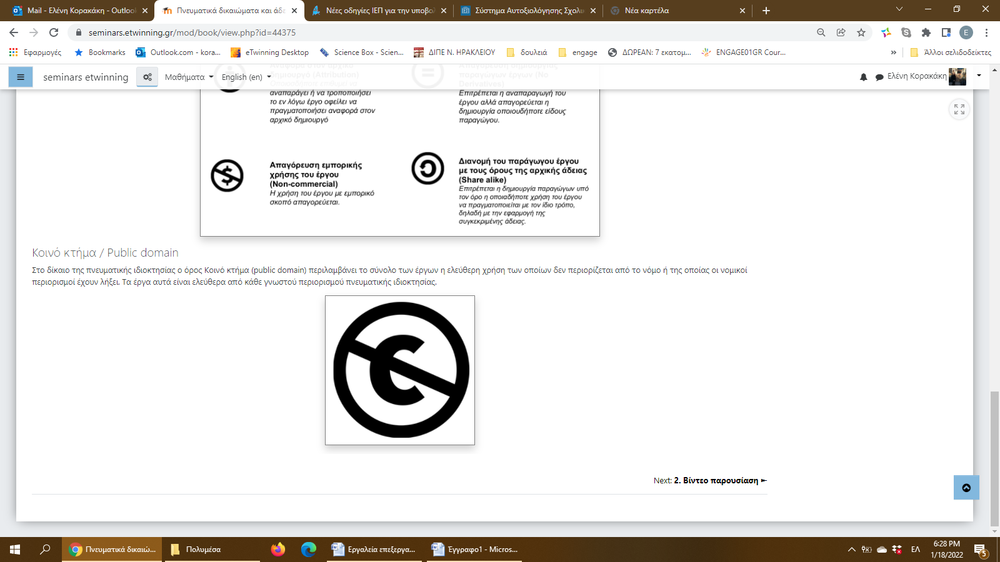 Mail - Ελένη Κορακάκη - Outlook
Πνευματικά δικαιώματα και άδε
Νέες οδηγίες ΙΕΠ για την υποβολ
Σύστημα Αυτοξιολόγησης Σχολι
Νέα καρτέλα
seminars.etwinning.gr/mod/book/view.php?id=44375
E
Εφαρμογές
Bookmarks
Outlook.com - kora...
eTwinning Desktop
Science Box - Scien...
ΔΙΠΕ Ν. ΗΡΑΚΛΕΙΟΥ
δουλειά
engage
ΔΩΡΕΑΝ: 7 εκατομ...
ENGAGE01GR Cour...
»
Άλλοι σελιδοδείκτες
seminars etwinning
Μαθήματα
English (en)
Ελένη Κορακάκη
Αναφορά στον αρχικό
δημιουργό (Attribution)
Οποιοσδήποτε επιθυμεί να
αναπαράγει ή να τροποποιήσει
το εν λόγω έργο οφείλει να
πραγματοποιήσει αναφορά στον
αρχικό δημιουργό
Απαγόρευση δημιουργίας
παραγώγων έργων (No
Derivatives)
Επιτρέπεται η αναπαραγωγή του
έργου αλλά απαγορεύεται η
δημιουργία οποιουδήποτε είδους
παραγώγου.
Απαγόρευση εμπορικής
χρήσης του έργου
(Non-commercial)
Η χρήση του έργου με εμπορικό
σκοπό απαγορεύεται.
Διανομή του παράγωγου έργου
με τους όρους της αρχικής άδειας
(Share alike)
Επιτρέπεται η δημιουργία παραγώγων υπό
τον όρο η οποιαδήποτε χρήση του έργου
να πραγματοποιείται με τον ίδιο τρόπο,
δηλαδή με την εφαρμογή της
συγκεκριμένης άδειας.
Κοινό κτήμα / Public domain
Στο δίκαιο της πνευματικής ιδιοκτησίας ο όρος Κοινό κτήμα (public domain) περιλαμβάνει το σύνολο των έργων η ελεύθερη χρήση των οποίων δεν περιορίζεται από το νόμο ή της οποίας οι νομικοί
περιορισμοί έχουν λήξει. Τα έργα αυτά είναι ελεύθερα από κάθε γνωστού περιορισμού πνευματικής ιδιοκτησίας.
Next: 2. Βίντεο παρουσίαση
Πνευματικά δικαιώ...
Πολυμέσα
Εργαλεία επεξεργα...
Έγγραφο1 - Micros...
ΕΛ
6:28 PM
1/18/2022
5